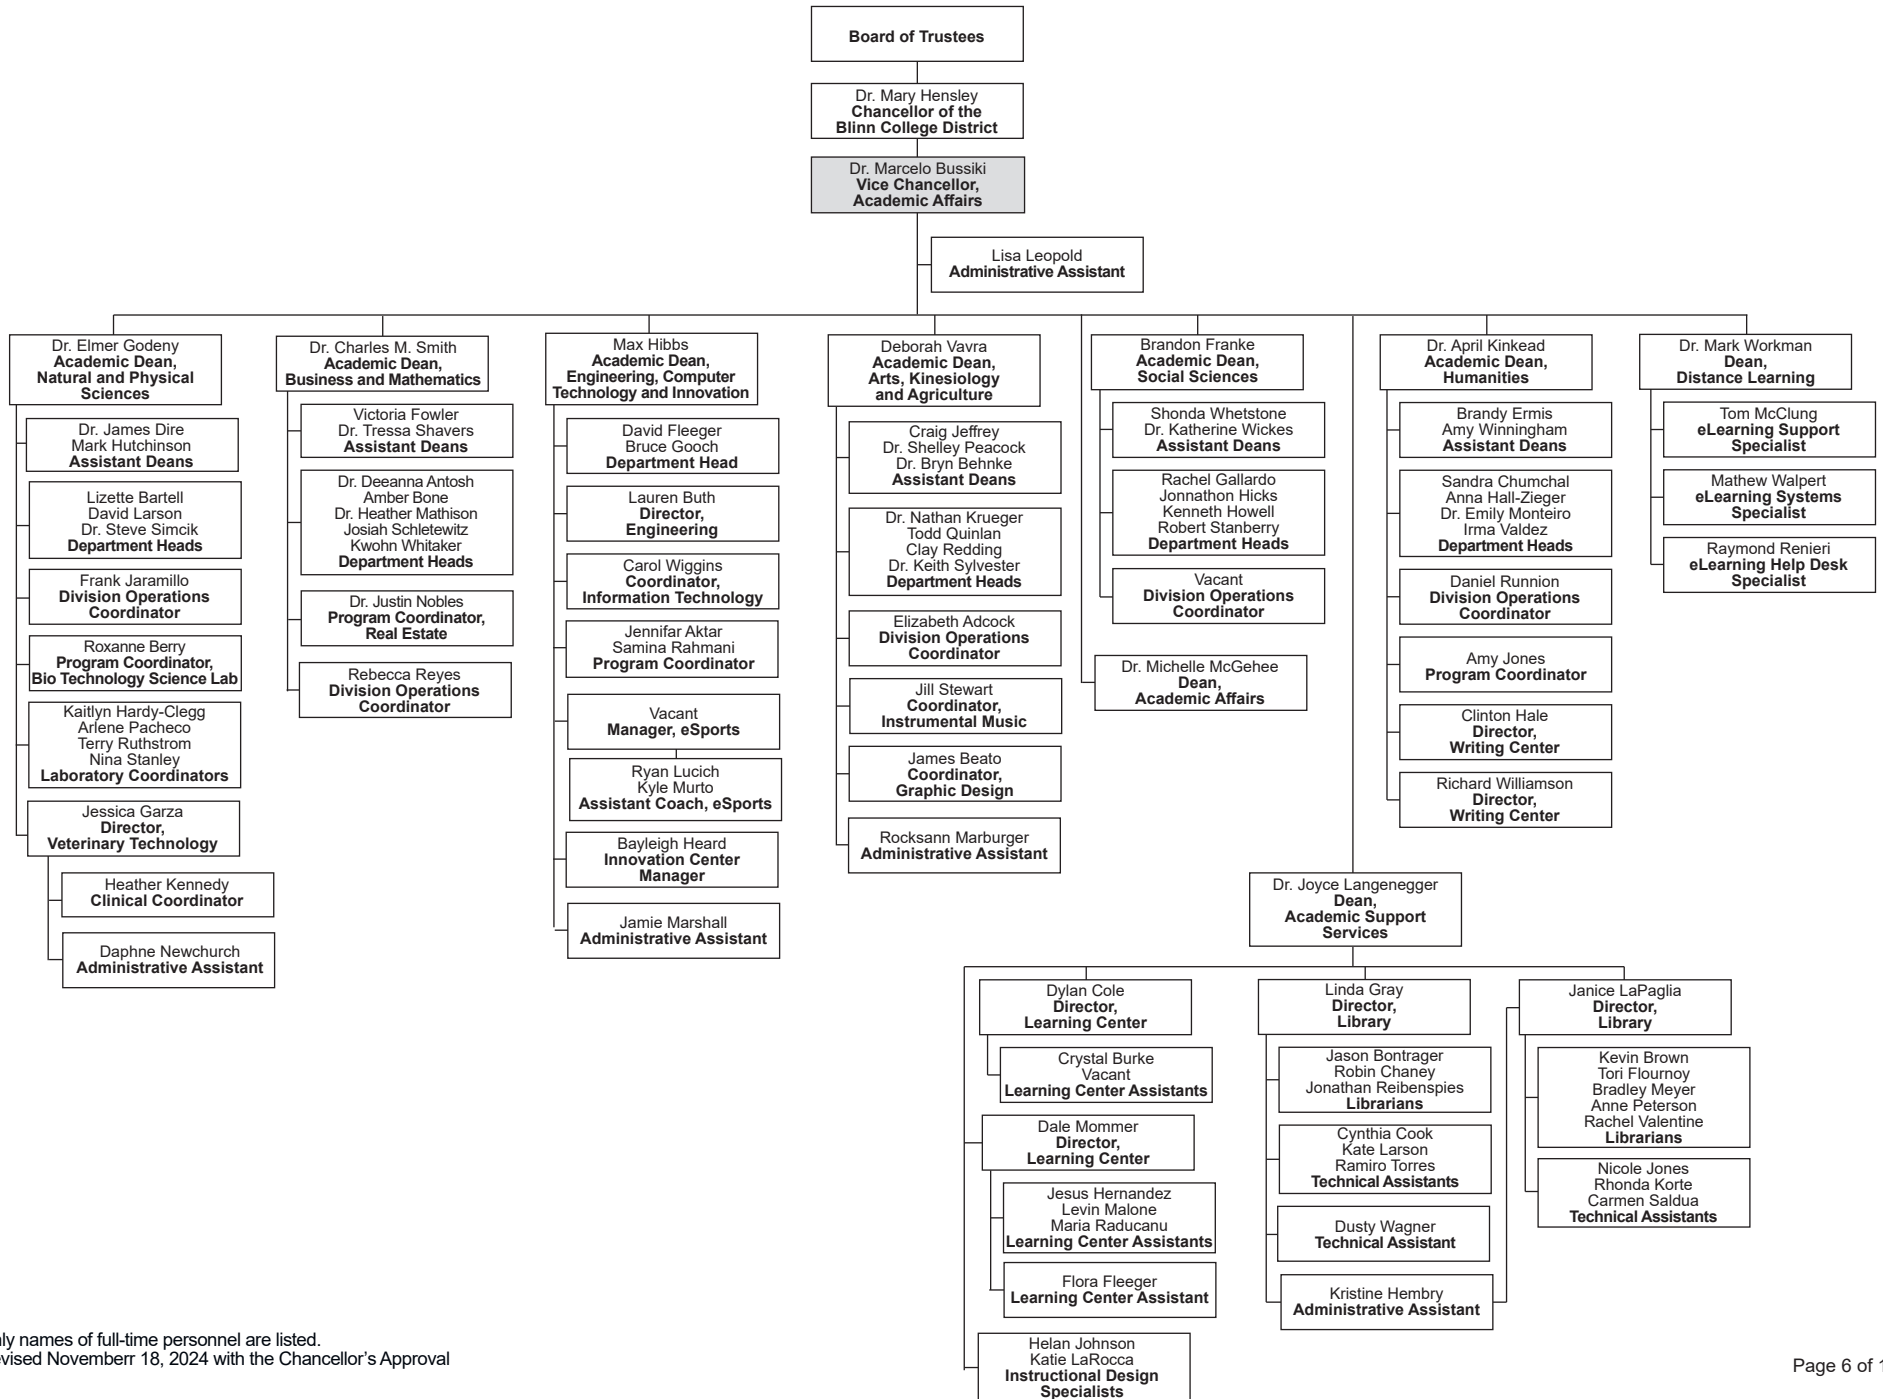 Board of Trustees
Dr. Mary Hensley
Chancellor of the
Blinn College District
Dr. Marcelo Bussiki
Vice Chancellor,
Academic Affairs
Lisa Leopold
Administrative Assistant
Dr. Elmer Godeny
Academic Dean,
Natural and Physical
Sciences
Dr. James Dire
Mark Hutchinson
Assistant Deans
Lizette Bartell
David Larson
Dr. Steve Simcik
Department Heads
Frank Jaramillo
Division Operations
Coordinator
Roxanne Berry
Program Coordinator,
Bio Technology Science Lab
Kaitlyn Hardy-Clegg
Arlene Pacheco
Terry Ruthstrom
Nina Stanley
Laboratory Coordinators
Jessica Garza
Director,
Veterinary Technology
Heather Kennedy
Clinical Coordinator
Daphne Newchurch
Administrative Assistant
Dr. Charles M. Smith
Academic Dean,
Business and Mathematics
Victoria Fowler
Dr. Tressa Shavers
Assistant Deans
Dr. Deeanna Antosh
Amber Bone
Dr. Heather Mathison
Josiah Schletewitz
Kwohn Whitaker
Department Heads
Dr. Justin Nobles
Program Coordinator,
Real Estate
Rebecca Reyes
Division Operations
Coordinator
Max Hibbs
Academic Dean,
Engineering, Computer
Technology and Innovation
David Fleeger
Bruce Gooch
Department Head
Lauren Buth
Director,
Engineering
Carol Wiggins
Coordinator,
Information Technology
Jennifar Aktar
Samina Rahmani
Program Coordinator
Vacant
Manager, eSports
Ryan Lucich
Kyle Murto
Assistant Coach, eSports
Bayleigh Heard
Innovation Center
Manager
Jamie Marshall
Administrative Assistant
Deborah Vavra
Academic Dean,
Arts, Kinesiology
and Agriculture
Craig Jeffrey
Dr. Shelley Peacock
Dr. Bryn Behnke
Assistant Deans
Dr. Nathan Krueger
Todd Quinlan
Clay Redding
Dr. Keith Sylvester
Department Heads
Elizabeth Adcock
Division Operations
Coordinator
Jill Stewart
Coordinator,
Instrumental Music
James Beato
Coordinator,
Graphic Design
Rocksann Marburger
Administrative Assistant
Brandon Franke
Academic Dean,
Social Sciences
Shonda Whetstone
Dr. Katherine Wickes
Assistant Deans
Rachel Gallardo
Jonnathon Hicks
Kenneth Howell
Robert Stanberry
Department Heads
Vacant
Division Operations
Coordinator
Dr. Michelle McGehee
Dean,
Academic Affairs
Dr. April Kinkead
Academic Dean,
Humanities
Brandy Ermis
Amy Winningham
Assistant Deans
Sandra Chumchal
Anna Hall-Zieger
Dr. Emily Monteiro
Irma Valdez
Department Heads
Daniel Runnion
Division Operations
Coordinator
Amy Jones
Program Coordinator
Clinton Hale
Director,
Writing Center
Richard Williamson
Director,
Writing Center
Dr. Mark Workman
Dean,
Distance Learning
Tom McClung
eLearning Support
Specialist
Mathew Walpert
eLearning Systems
Specialist
Raymond Renieri
eLearning Help Desk
Specialist
Dr. Joyce Langenegger
Dean,
Academic Support
Services
Dylan Cole
Director,
Learning Center
Crystal Burke
Vacant
Learning Center Assistants
Dale Mommer
Director,
Learning Center
Jesus Hernandez
Levin Malone
Maria Raducanu
Learning Center Assistants
Flora Fleeger
Learning Center Assistant
Helan Johnson
Katie LaRocca
Instructional Design
Specialists
Linda Gray
Director,
Library
Jason Bontrager
Robin Chaney
Jonathan Reibenspies
Librarians
Cynthia Cook
Kate Larson
Ramiro Torres
Technical Assistants
Dusty Wagner
Technical Assistant
Kristine Hembry
Administrative Assistant
Janice LaPaglia
Director,
Library
Kevin Brown
Tori Flournoy
Bradley Meyer
Anne Peterson
Rachel Valentine
Librarians
Nicole Jones
Rhonda Korte
Carmen Saldua
Technical Assistants
names of full-time personnel are listed.
Novemberr 18, 2024 with the Chancellor's Approval
Page 6 of